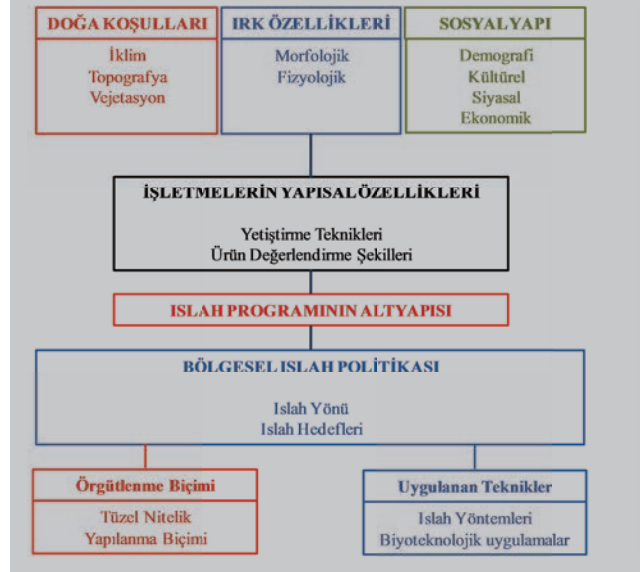 DOĞA KOŞULLARI
İklim
Topografya
Vejetasyon
IRK ÖZELLİKLERİ
Morfolojik
Fizyolojik
SOSYAL YAPI
Demografi
Kültürel
Siyasal
Ekonomik
İŞLETMELERİN YAPISAL ÖZELLİKLERİ
Yetiştirme Teknikleri
Ürün Değerlendirme Şekilleri
ISLAH PROGRAMININ ALTYAPISI
BÖLGESEL ISLAH POLİTİKASI
Islah Yönü
Islah Hedefleri
Örgütlenme Biçimi
Tüzel Nitelik
Yapılanma Biçimi
Uygulanan Teknikler
Islah Yöntemleri
Biyoteknolojik uygulamalar